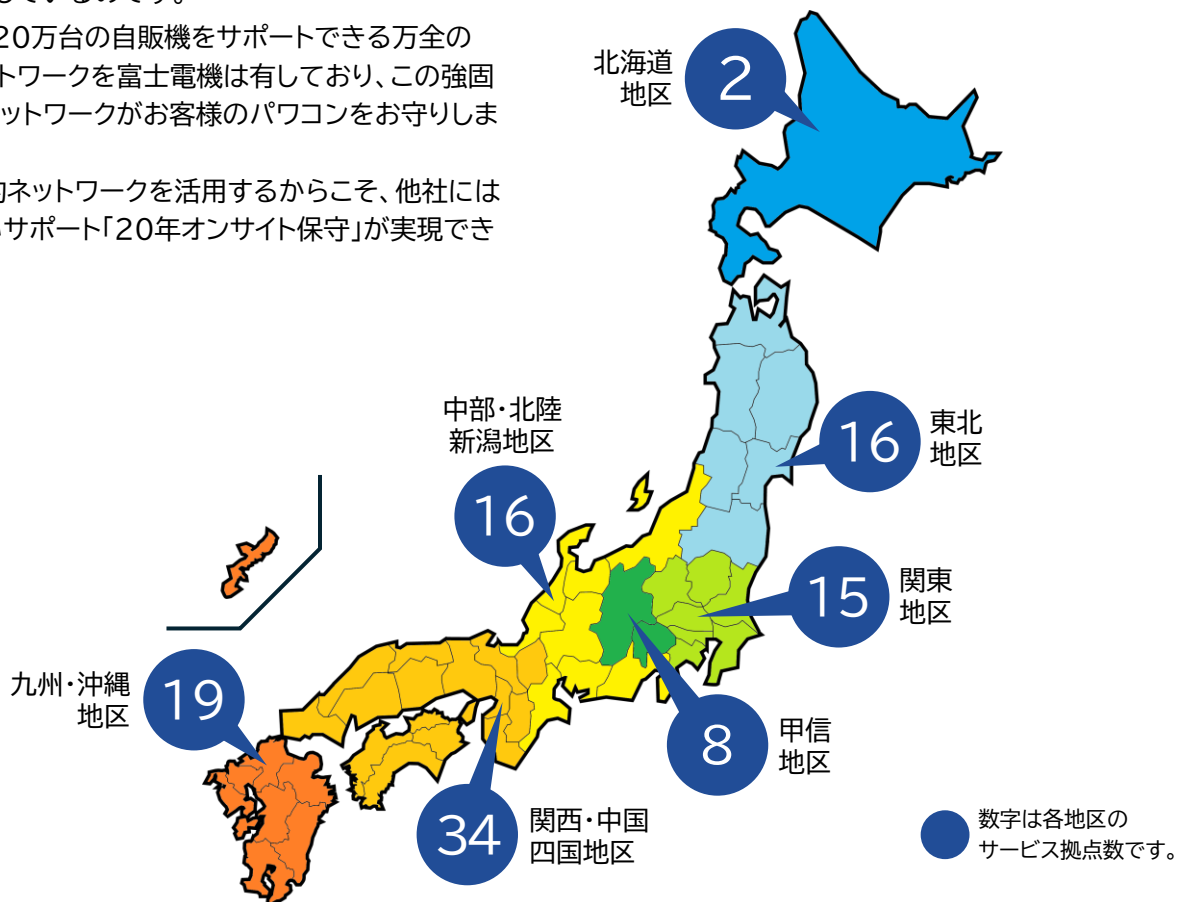 しているのです。
20万台の自販機をサポートできる万全の
トワークを富士電機は有しており、この強固
ットワークがお客様のパワコンをお守りしま
的ネットワークを活用するからこそ、他社には
サポート「20年オンサイト保守」が実現でき
北海道
地区
2
中部・北陸
新潟地区
16
16
東北
地区
15
関東
地区
九州・沖縄
地区
19
8
甲信
地区
34
関西・中国
四国地区
数字は各地区の
サービス拠点数です。